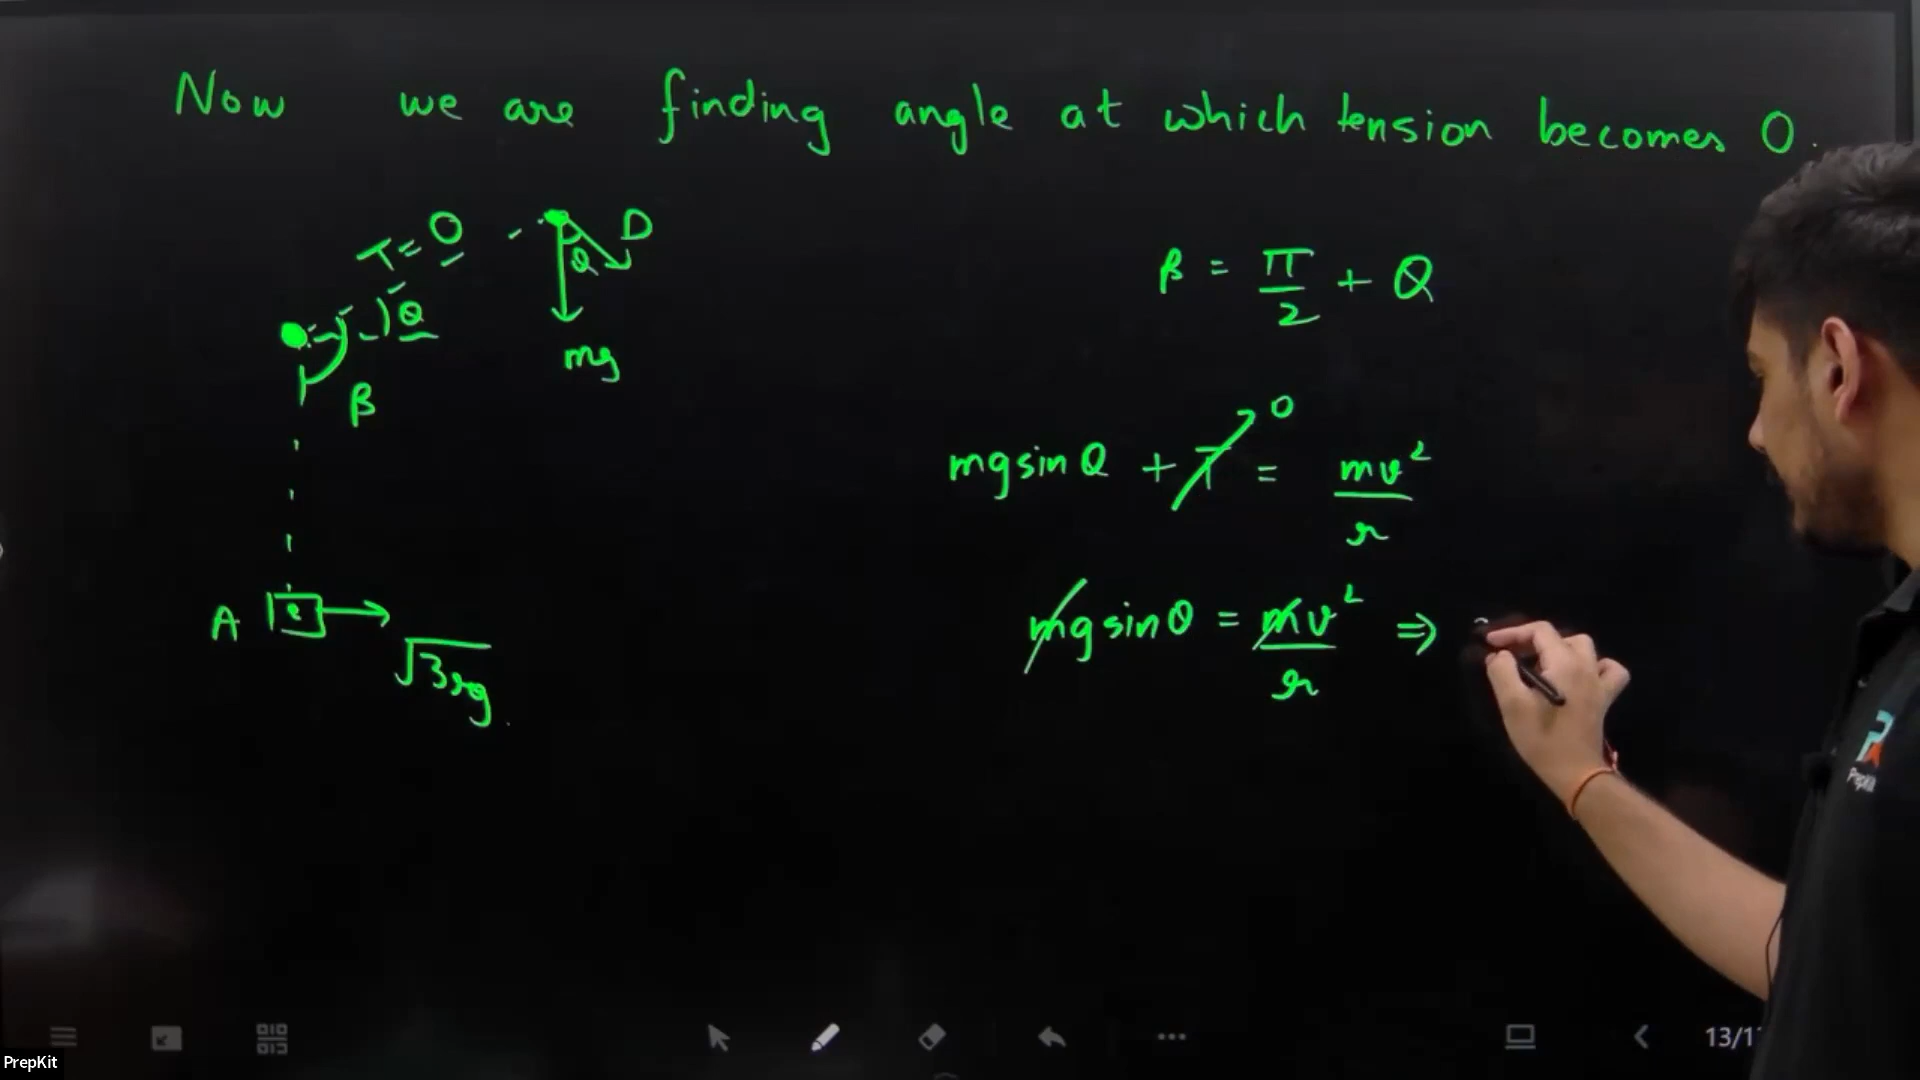 Now we are finding angle at which tension becomes 0.
T = 0
D
Q
mg
Q
β
A
√3rg
β = π/2 + Q
mg sin Q + T = mv²/r
0
mg sin θ = mv²/r ⇒
PrepKit
13/1
PrepKit